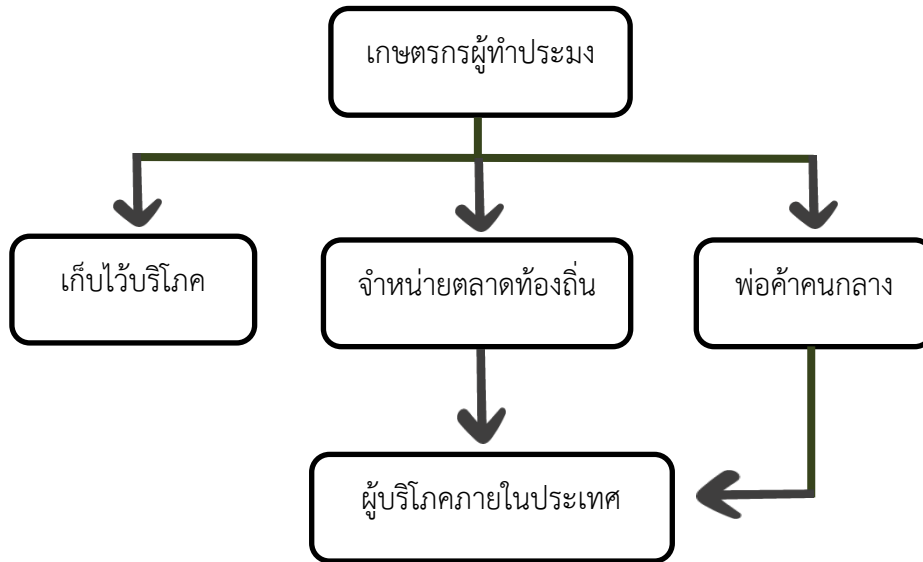 เกษตรกรผู้ทำประมง
เก็บไว้บริโภค
จำหน่ายตลาดท้องถิ่น
พ่อค้าคนกลาง
ผู้บริโภคภายในประเทศ